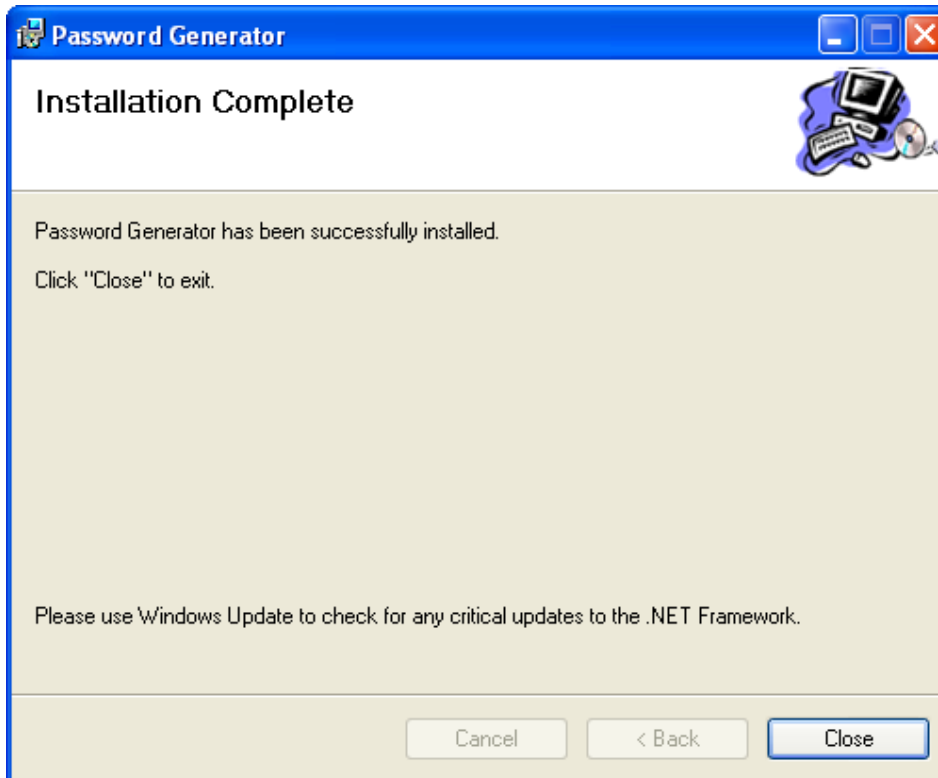 Password Generator
Installation Complete
Password Generator has been successfully installed.
Click "Close" to exit.
Please use Windows Update to check for any critical updates to the .NET Framework.
Cancel
< Back
Close